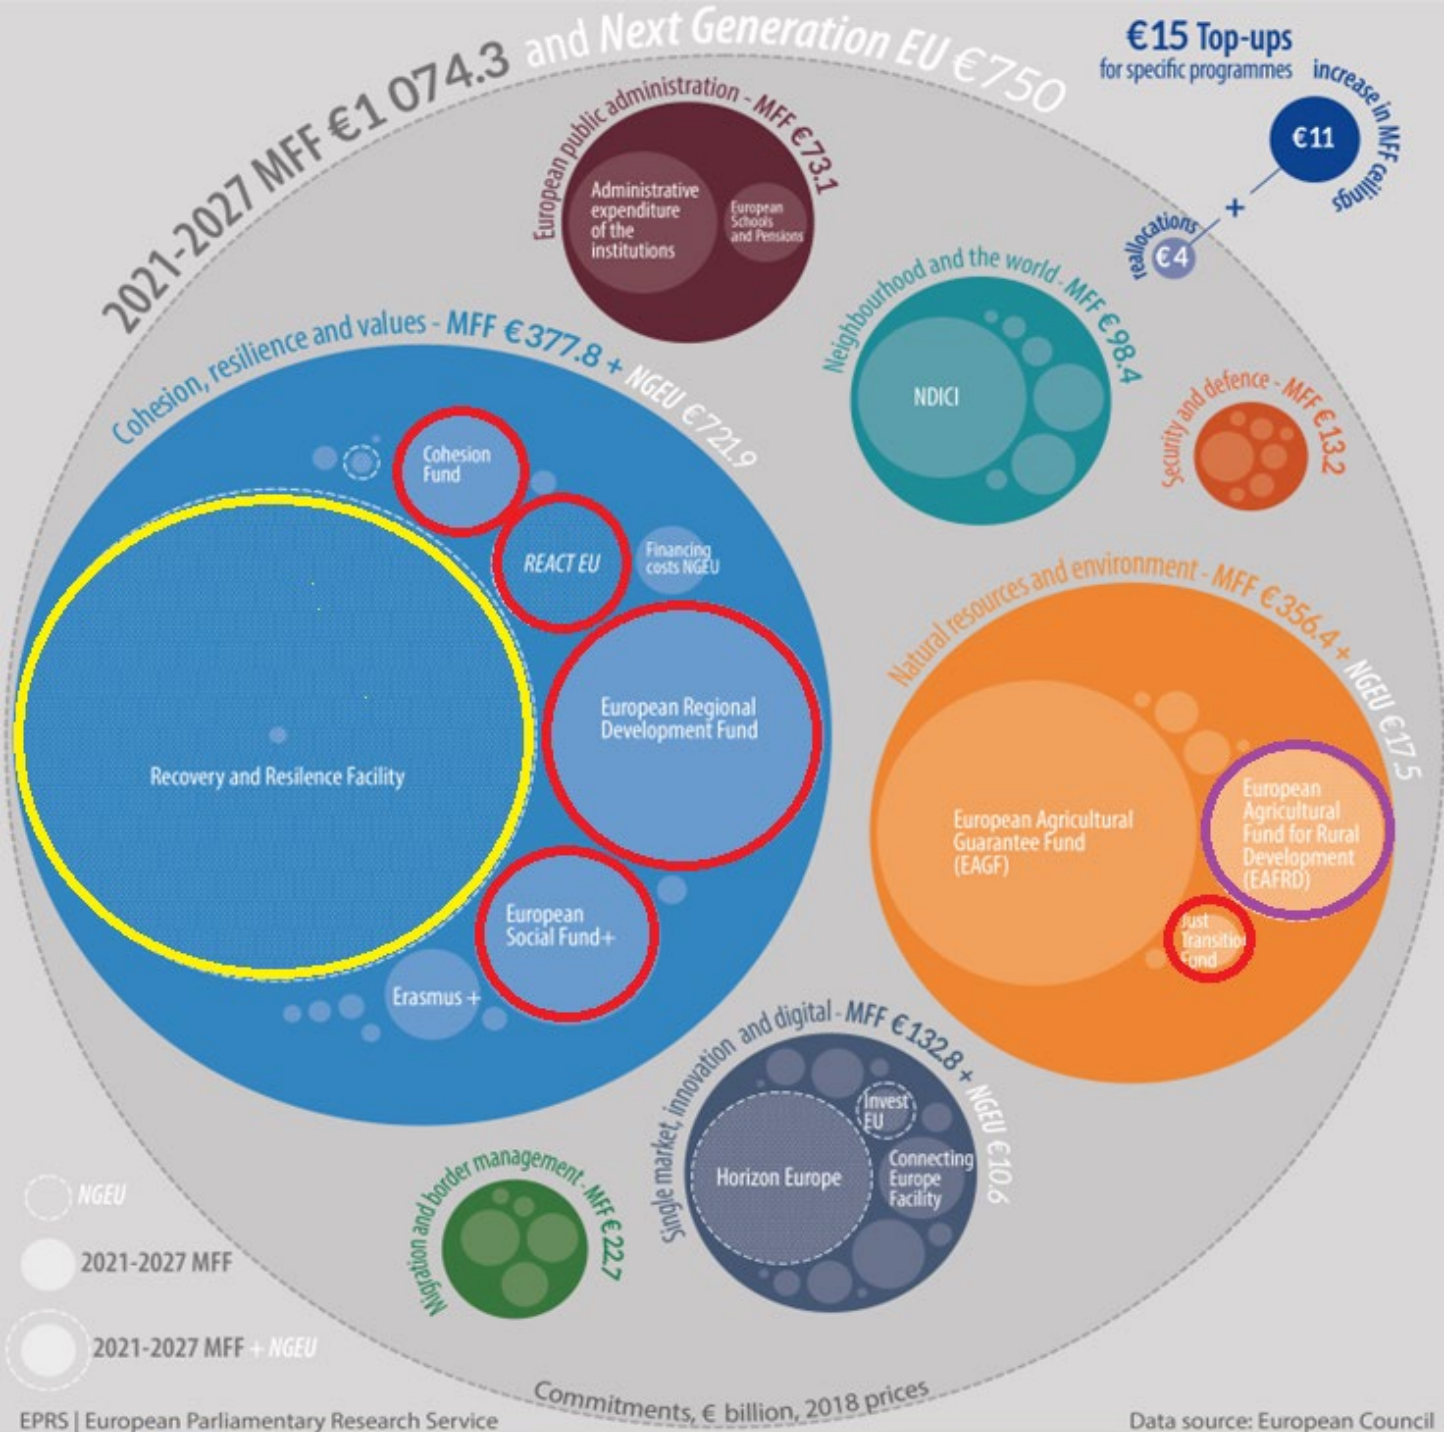 2021-2027 MFF €1 074.3 and Next Generation EU €750
€15 Top-ups
for specific programmes
increase in MFF ceilings
€11
+
reallocations
€4
European public administration - MFF €73.1
Administrative
expenditure
of the
institutions
European
Schools
and Pensions
Neighbourhood and the world - MFF €98.4
NDICI
Security and defence - MFF €13.2
Cohesion, resilience and values - MFF €377.8 + NGEU €721.9
Cohesion
Fund
REACT EU
Financing
costs NGEU
European Regional
Development Fund
Recovery and Resilence Facility
European
Social Fund+
Erasmus +
Natural resources and environment - MFF €356.4 + NGEU €17.5
European Agricultural
Guarantee Fund
(EAGF)
European
Agricultural
Fund for Rural
Development
(EAFRD)
Just
Transition
Fund
Single market, innovation and digital - MFF €132.8 + NGEU €10.6
Invest
EU
Horizon Europe
Connecting
Europe
Facility
Migration and border management - MFF €22.7
NGEU
2021-2027 MFF
2021-2027 MFF + NGEU
Commitments, € billion, 2018 prices
EPRS | European Parliamentary Research Service
Data source: European Council